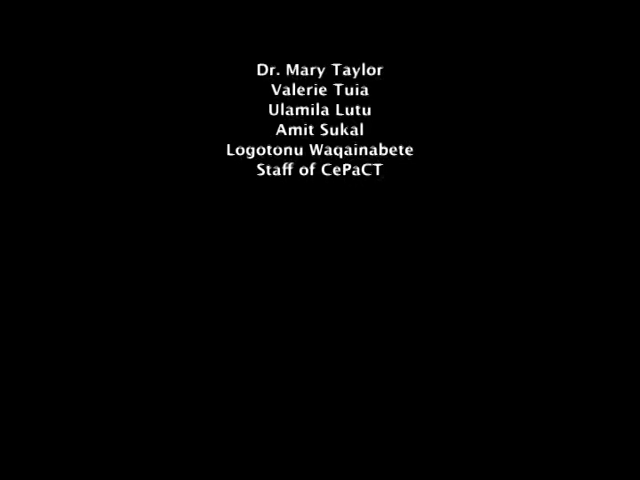 Dr. Mary Taylor
Valerie Tuia
Ulamila Lutu
Amit Sukal
Logotonu Waqainabete
Staff of CePaCT